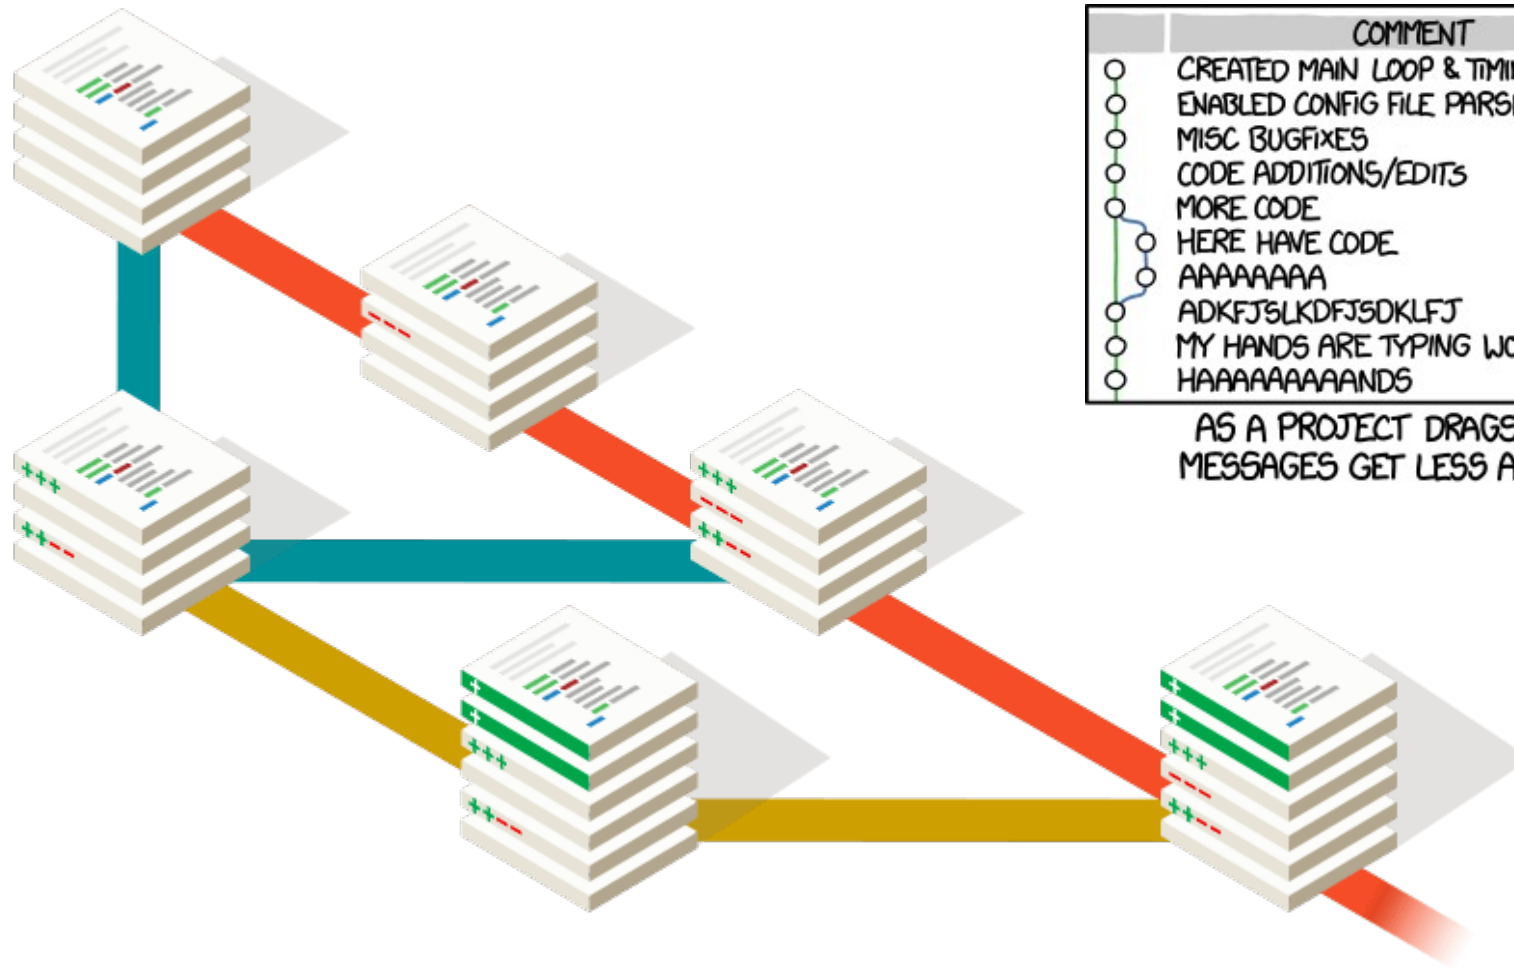 COMMENT
CREATED MAIN LOOP &
ENABLED CONFIG FILE
MISC BUGFIXES
CODE ADDITIONS/EDITS
MORE CODE
HERE HAVE CODE
AAAAAAAA
ADKFJSLKDFJSDKLFJ
MY HANDS ARE TYPING
HAAAAAAAAANDS
AS A PROJECT DRAGS
MESSAGES GET LESS